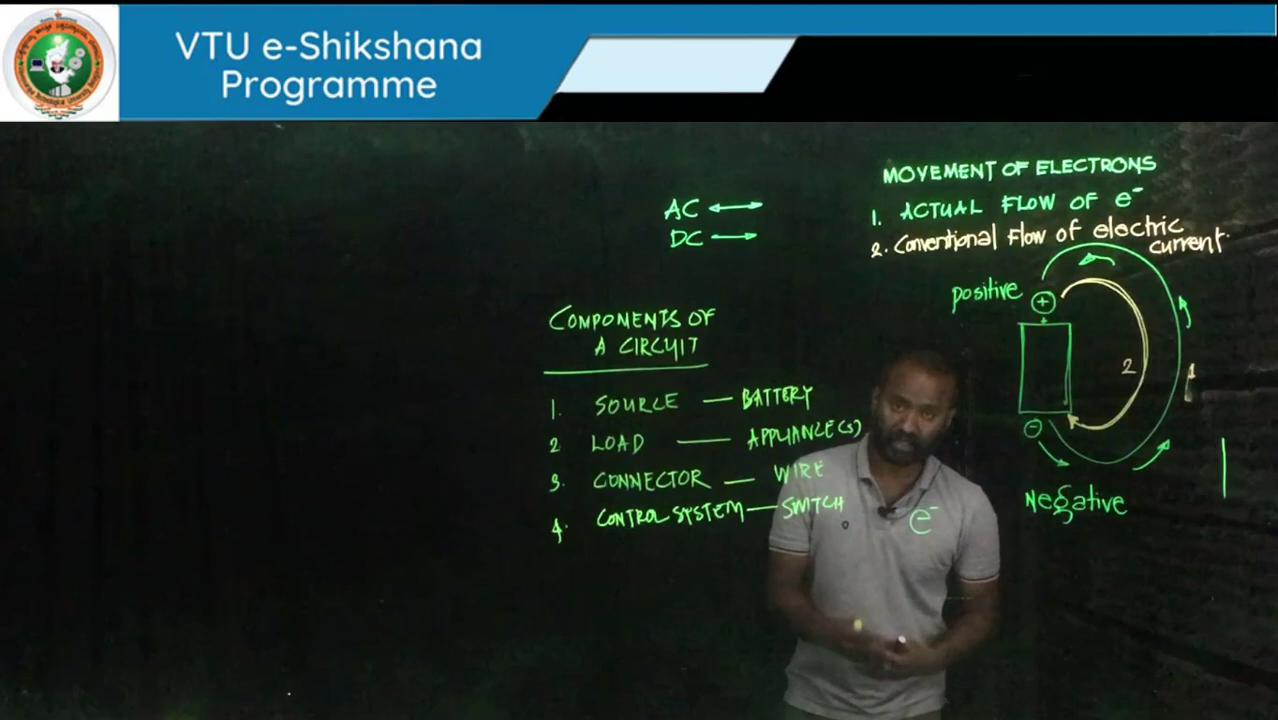 VTU e-Shikshana
Programme
AC
DC
MOVEMENT OF ELECTRONS
1. ACTUAL FLOW OF e⁻
2. Conventional Flow of electric
current.
positive
+
+
2
1
−
Negative
COMPONENTS OF
A CIRCUIT
1. SOURCE — BATTERY
2 LOAD — APPLIANCE(S)
3. CONNECTOR — WIRE
4. CONTROL SYSTEM — SWITCH
e⁻